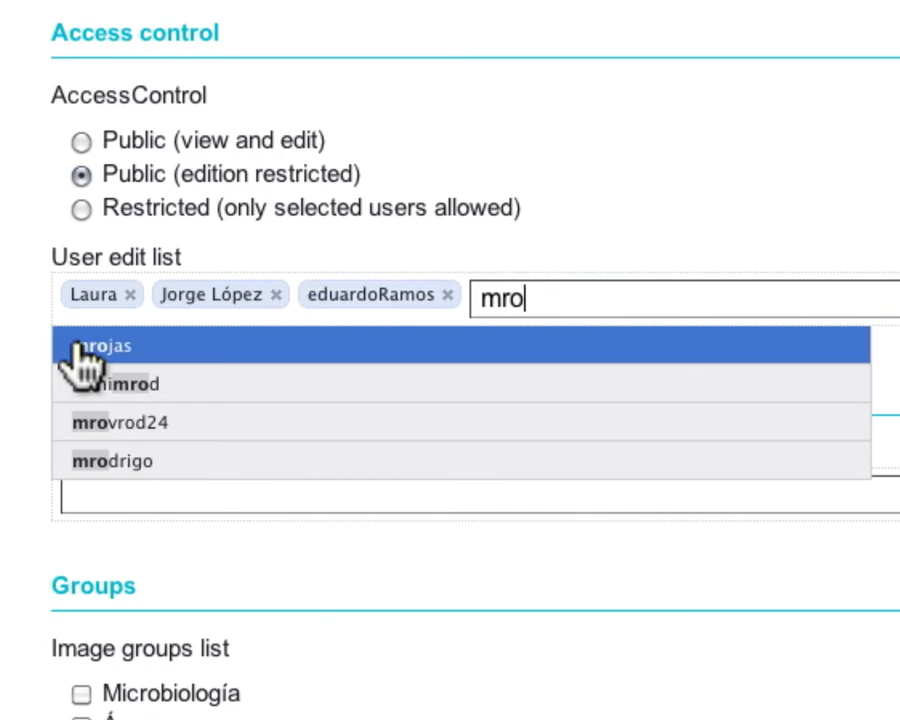 Access control
AccessControl
Public (view and edit)
Public (edition restricted)
Restricted (only selected users allowed)
User edit list
Laura × Jorge López × eduardoRamos × mro
mrojas
mrovrod24
mrodrigo
Groups
Image groups list
Microbiología